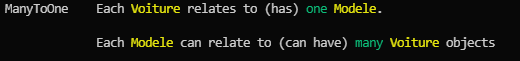 ManyToOne    Each Voiture relates to (has) one Modele.
Each Modele can relate to (can have) many Voiture objects